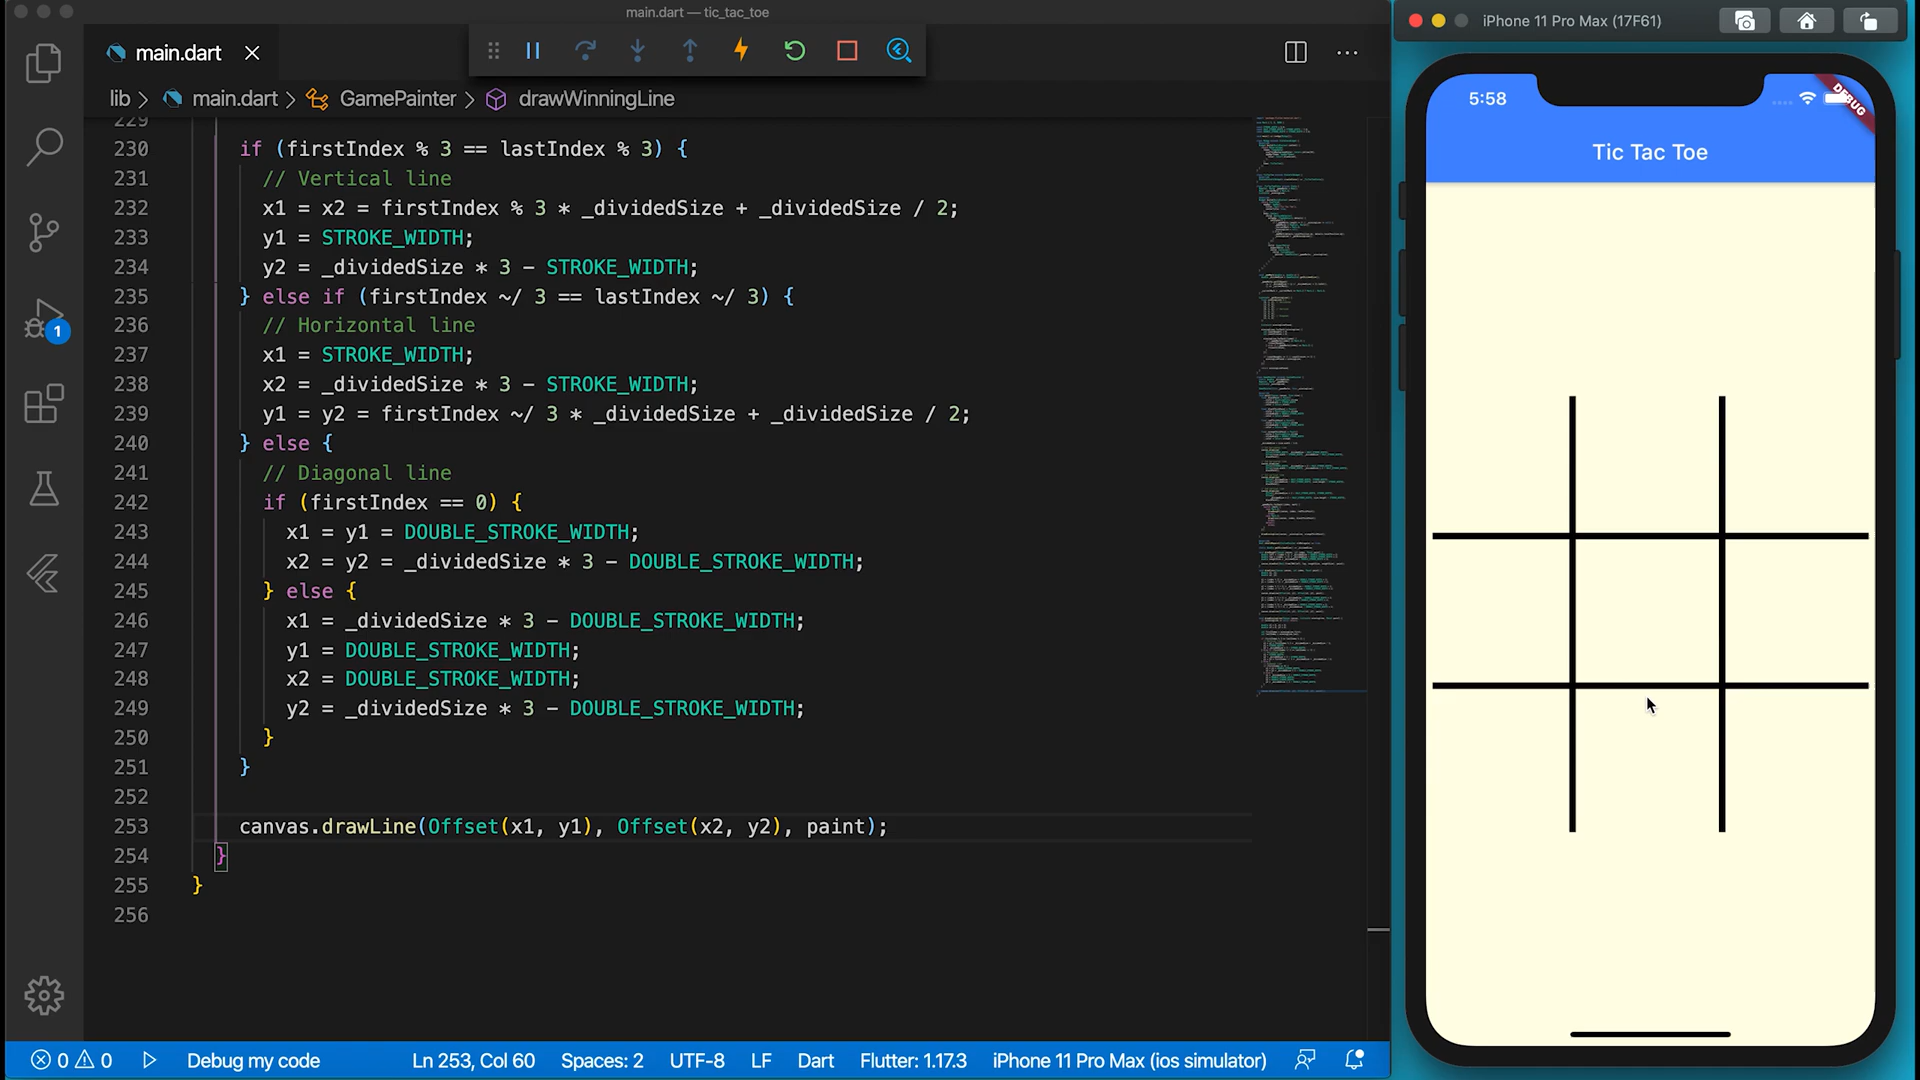 main.dart — tic_tac_toe
main.dart
lib > main.dart > GamePainter > drawWinningLine
229
230 if (firstIndex % 3 == lastIndex % 3) {
231 // Vertical line
232 x1 = x2 = firstIndex % 3 * _dividedSize + _dividedSize / 2;
233 y1 = STROKE_WIDTH;
234 y2 = _dividedSize * 3 - STROKE_WIDTH;
235 } else if (firstIndex ~/ 3 == lastIndex ~/ 3) {
236 // Horizontal line
237 x1 = STROKE_WIDTH;
238 x2 = _dividedSize * 3 - STROKE_WIDTH;
239 y1 = y2 = firstIndex ~/ 3 * _dividedSize + _dividedSize / 2;
240 } else {
241 // Diagonal line
242 if (firstIndex == 0) {
243 x1 = y1 = DOUBLE_STROKE_WIDTH;
244 x2 = y2 = _dividedSize * 3 - DOUBLE_STROKE_WIDTH;
245 } else {
246 x1 = _dividedSize * 3 - DOUBLE_STROKE_WIDTH;
247 y1 = DOUBLE_STROKE_WIDTH;
248 x2 = DOUBLE_STROKE_WIDTH;
249 y2 = _dividedSize * 3 - DOUBLE_STROKE_WIDTH;
250 }
251 }
252
253 canvas.drawLine(Offset(x1, y1), Offset(x2, y2), paint);
254 }
255 }
256
1
0 0 Debug my code Ln 253, Col 60 Spaces: 2 UTF-8 LF Dart Flutter: 1.17.3 iPhone 11 Pro Max (ios simulator)
iPhone 11 Pro Max (17F61)
5:58
DEBUG
Tic Tac Toe